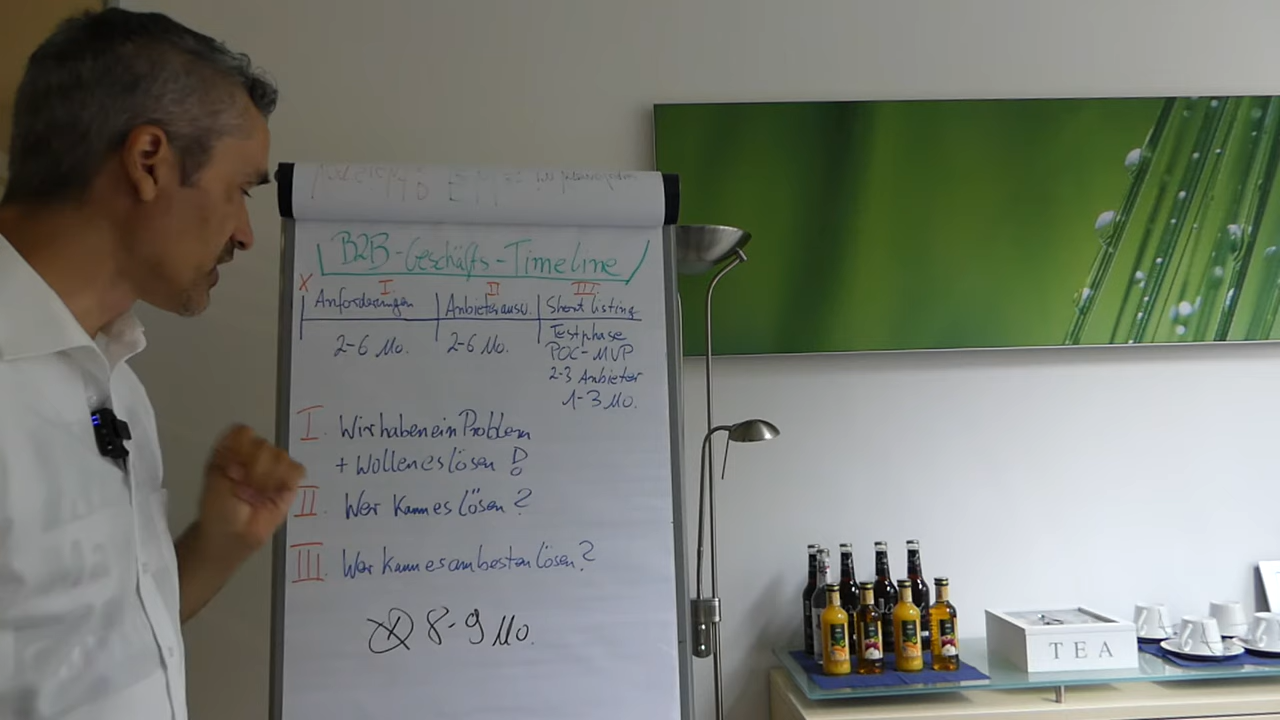 B2B-Geschäfts-Timeline
X I II III
Anforderungen Anbieterausw. Short listing
2-6 Mo. 2-6 Mo. Testphase
POC-MVP
2-3 Anbieter
1-3 Mo.
I. Wir haben ein Problem
+ Wollen es lösen !
II Wer kann es lösen?
III Wer kann es am besten lösen?
8-9 Mo.
TEA